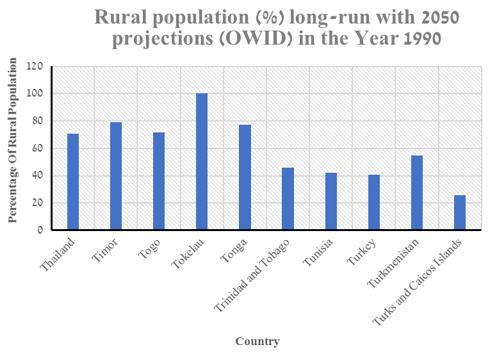 Rural population (%) long-run with 2050
projections (OWID) in the Year 1990
Percentage Of Rural Population
120
100
80
60
40
20
0
Thailand
Timor
Togo
Tokelau
Tonga
Trinidad and Tobago
Tunisia
Turkey
Turkmenistan
Turks and Caicos Islands
Country